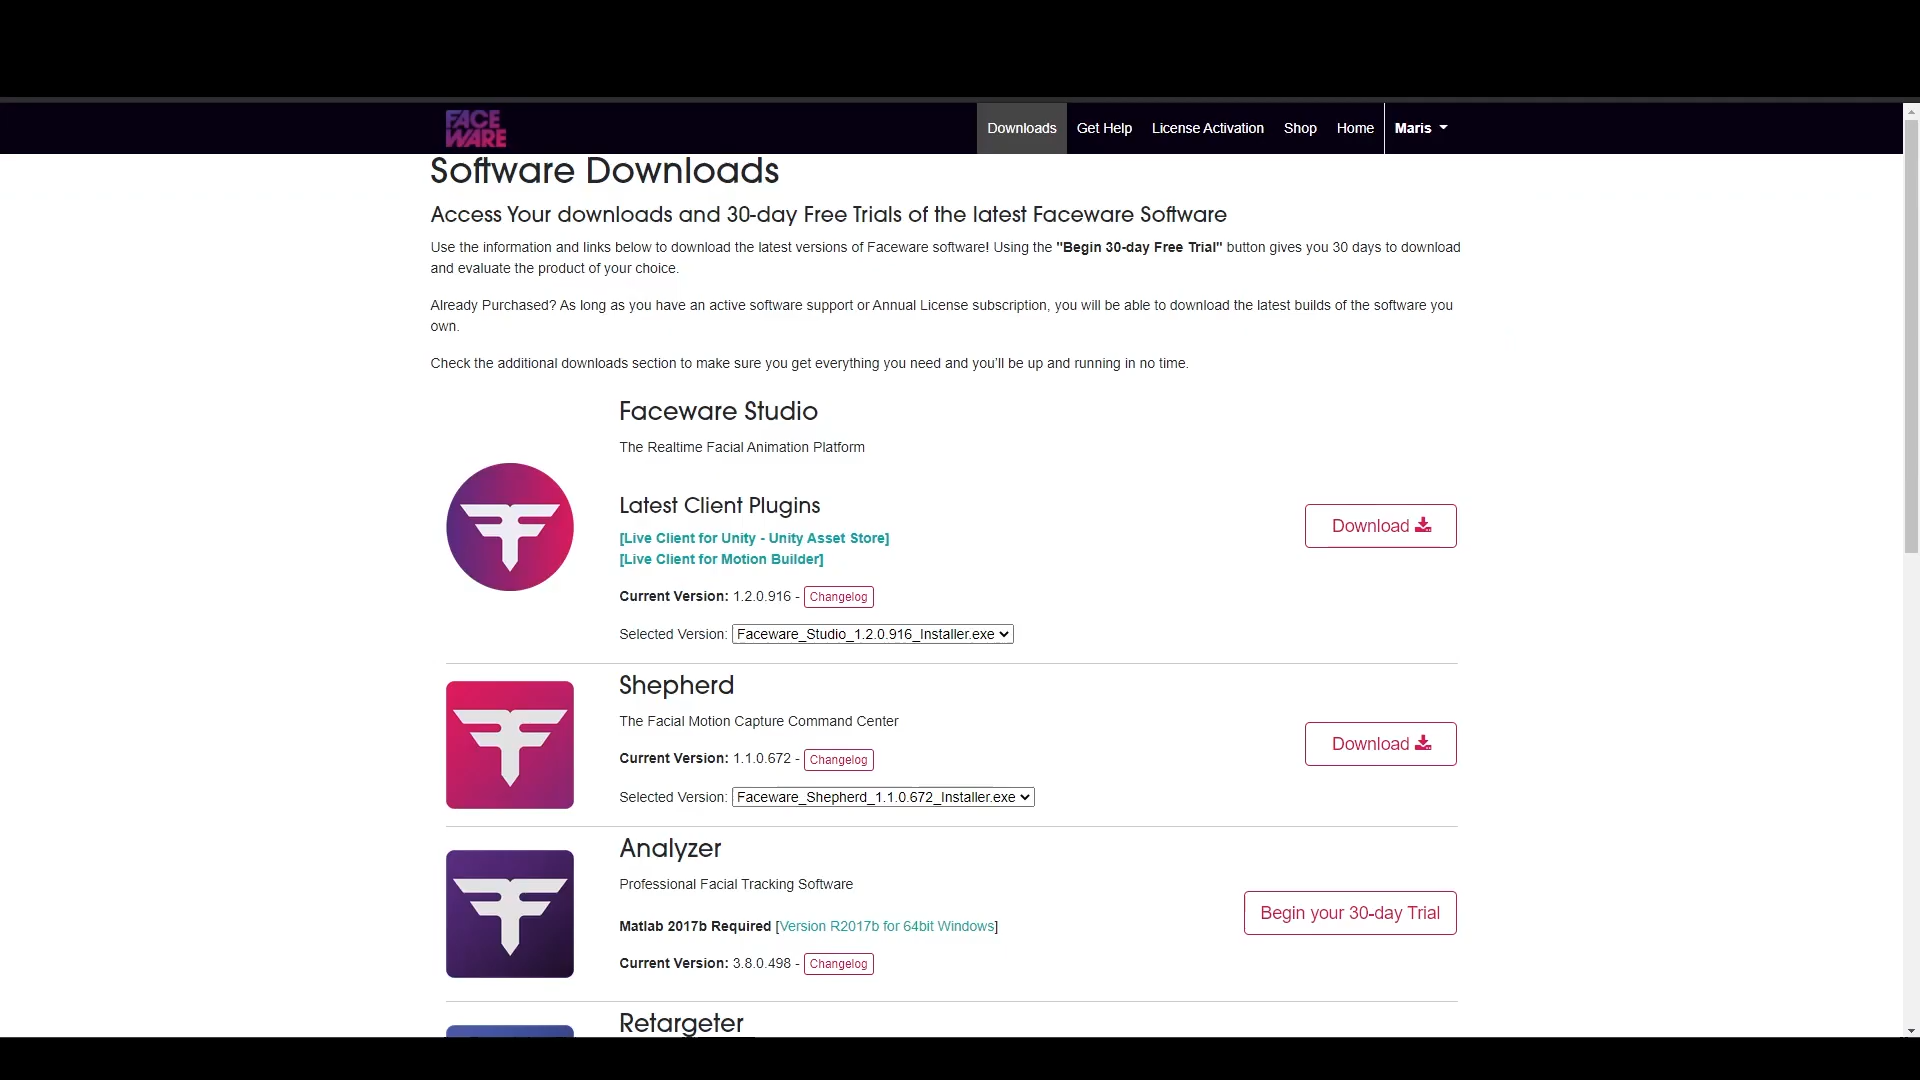 FACE
WARE
Downloads Get Help License Activation Shop Home Maris
Software Downloads
Access Your downloads and 30-day Free Trials of the latest Faceware Software
Use the information and links below to download the latest versions of Faceware software! Using the "Begin 30-day Free Trial" button gives you 30 days to download
and evaluate the product of your choice.
Already Purchased? As long as you have an active software support or Annual License subscription, you will be able to download the latest builds of the software you
own.
Check the additional downloads section to make sure you get everything you need and you'll be up and running in no time.
Faceware Studio
The Realtime Facial Animation Platform
Latest Client Plugins
[Live Client for Unity - Unity Asset Store]
[Live Client for Motion Builder]
Download
Current Version: 1.2.0.916 - Changelog
Selected Version: Faceware_Studio_1.2.0.916_Installer.exe
Shepherd
The Facial Motion Capture Command Center
Download
Current Version: 1.1.0.672 - Changelog
Selected Version: Faceware_Shepherd_1.1.0.672_Installer.exe
Analyzer
Professional Facial Tracking Software
Begin your 30-day Trial
Matlab 2017b Required [Version R2017b for 64bit Windows]
Current Version: 3.8.0.498 - Changelog
Retargeter